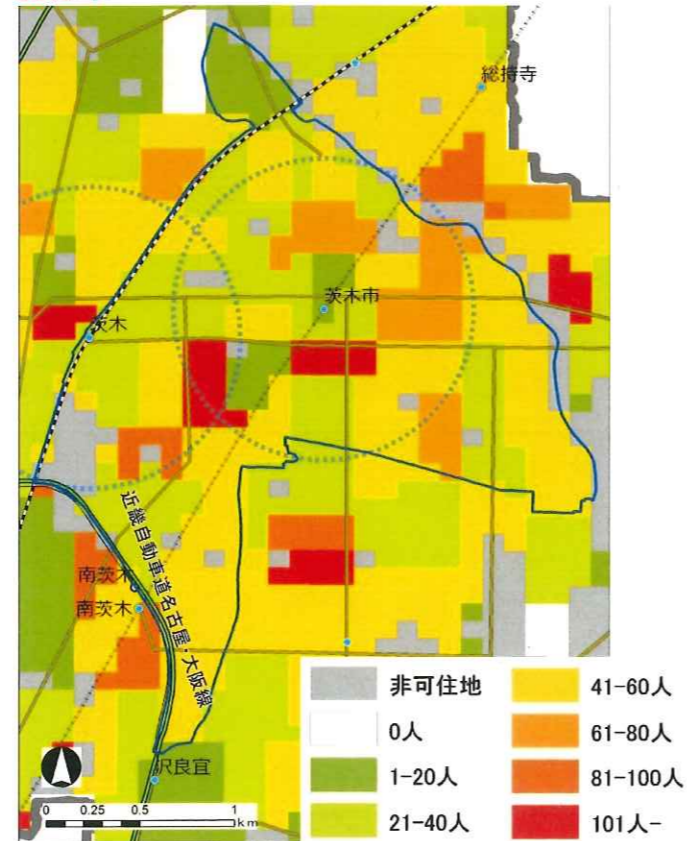 総持寺
茨木市
茨木
近畿自動車道名古屋・大阪線
南茨木
南茨木
沢良宜
0 0.25 0.5 1
km
非可住地
0人
1-20人
21-40人
41-60人
61-80人
81-100人
101人-